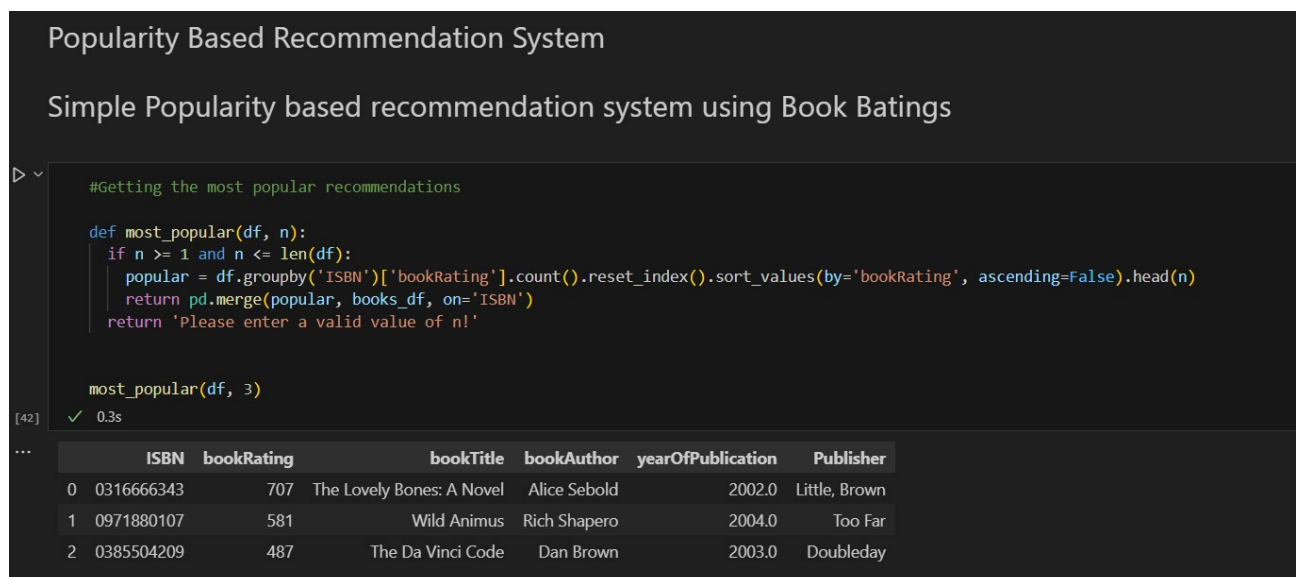 Popularity Based Recommendation System
Simple Popularity based recommendation system using Book Batings
#Getting the most popular recommendations
def most_popular(df, n):
if n >= 1 and n <= len(df):
popular = df.groupby('ISBN')['bookRating'].count().reset_index().sort_values(by='bookRating', ascending=False).head(n)
return pd.merge(popular, books_df, on='ISBN')
return 'Please enter a valid value of n!'
most_popular(df, 3)
[42] ✓ 0.3s
... ISBN bookRating bookTitle bookAuthor yearOfPublication Publisher
0 0316666343 707 The Lovely Bones: A Novel Alice Sebold 2002.0 Little, Brown
1 0971880107 581 Wild Animus Rich Shapero 2004.0 Too Far
2 0385504209 487 The Da Vinci Code Dan Brown 2003.0 Doubleday